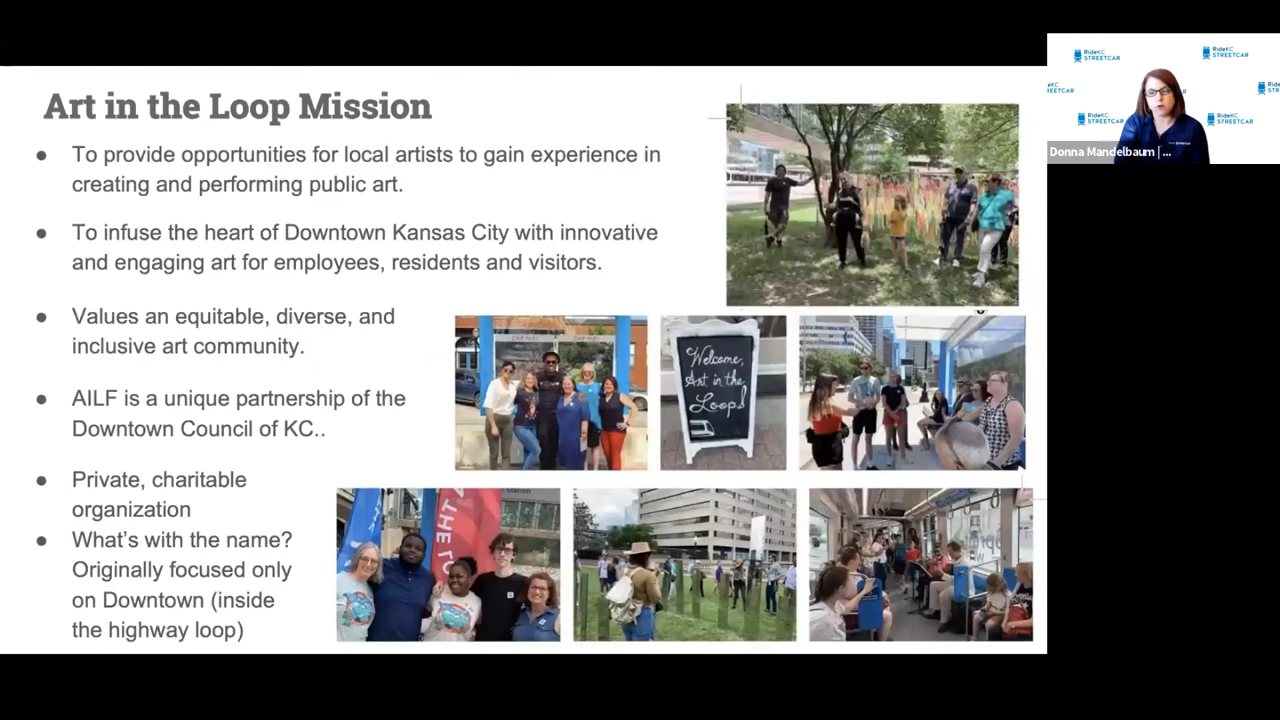 Art in the Loop Mission
● To provide opportunities for local artists to gain experience in
creating and performing public art.
● To infuse the heart of Downtown Kansas City with innovative
and engaging art for employees, residents and visitors.
● Values an equitable, diverse, and
inclusive art community.
● AILF is a unique partnership of the
Downtown Council of KC..
● Private, charitable
organization
● What's with the name?
Originally focused only
on Downtown (inside
the highway loop)
Welcome,
Art in the
Loop!
Station
THE
RideKC
STREETCAR
RideKC
STREETCAR
RideKC
STREETCAR
RideKC
STREETCAR
Donna Mandelbaum | ...